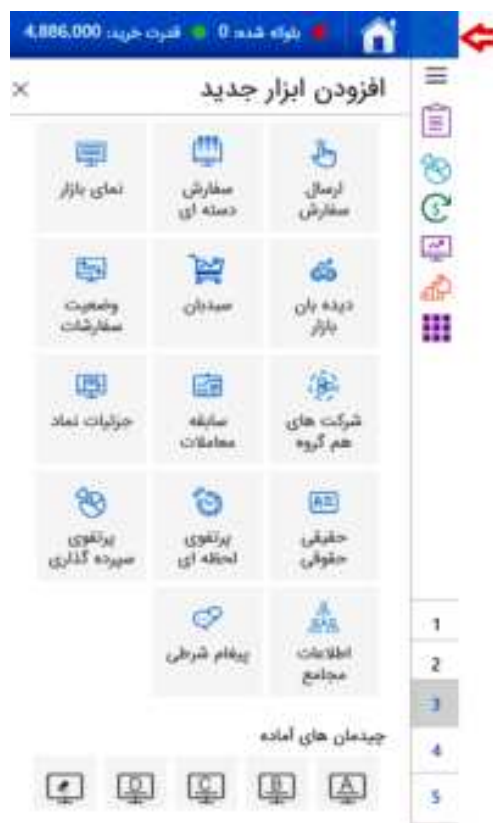 بلوکه شده: 0 قدرت خرید: 4,886,000
افزودن ابزار جدید
ارسال
سفارش
سفارش
دسته ای
نمای بازار
دیده بان
بازار
سبدبان
وضعیت
سفارشات
شرکت های
هم گروه
سابقه
معاملات
جزئیات نماد
حقیقی
حقوقی
پرتفوی
لحظه ای
پرتفوی
سپرده گذاری
اطلاعات
مجامع
پیغام شرطی
چیدمان های آماده
A B C D
1
2
3
4
5